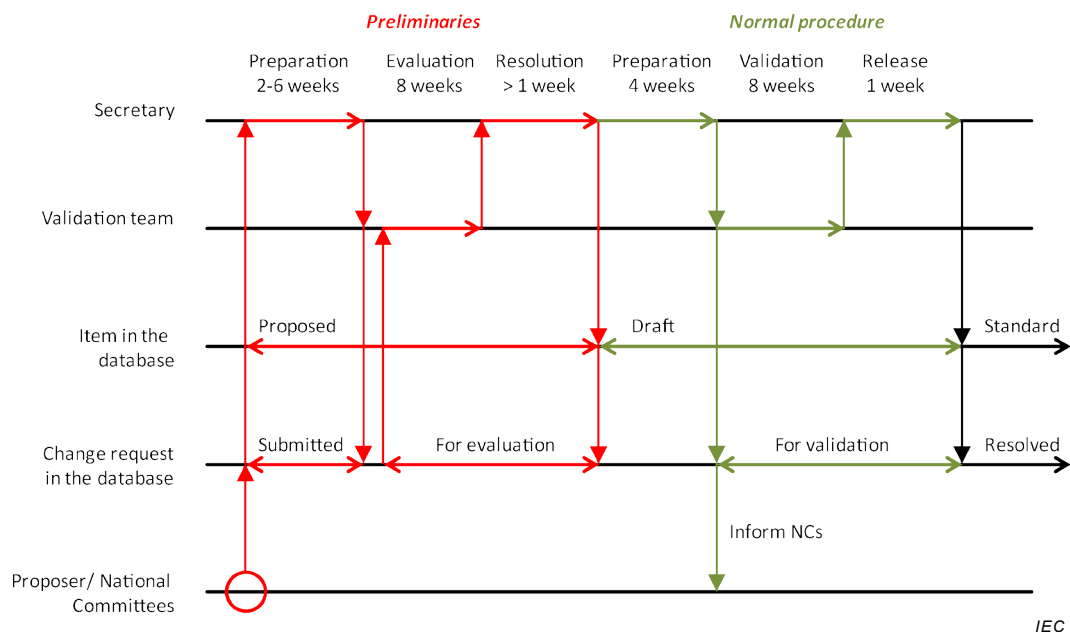 Preliminaries
Normal procedure
Preparation
2-6 weeks
Evaluation
8 weeks
Resolution
> 1 week
Preparation
4 weeks
Validation
8 weeks
Release
1 week
Secretary
Validation team
Item in the
database
Proposed
Draft
Standard
Change request
in the database
Submitted
For evaluation
For validation
Resolved
Inform NCs
Proposer/ National
Committees
IEC